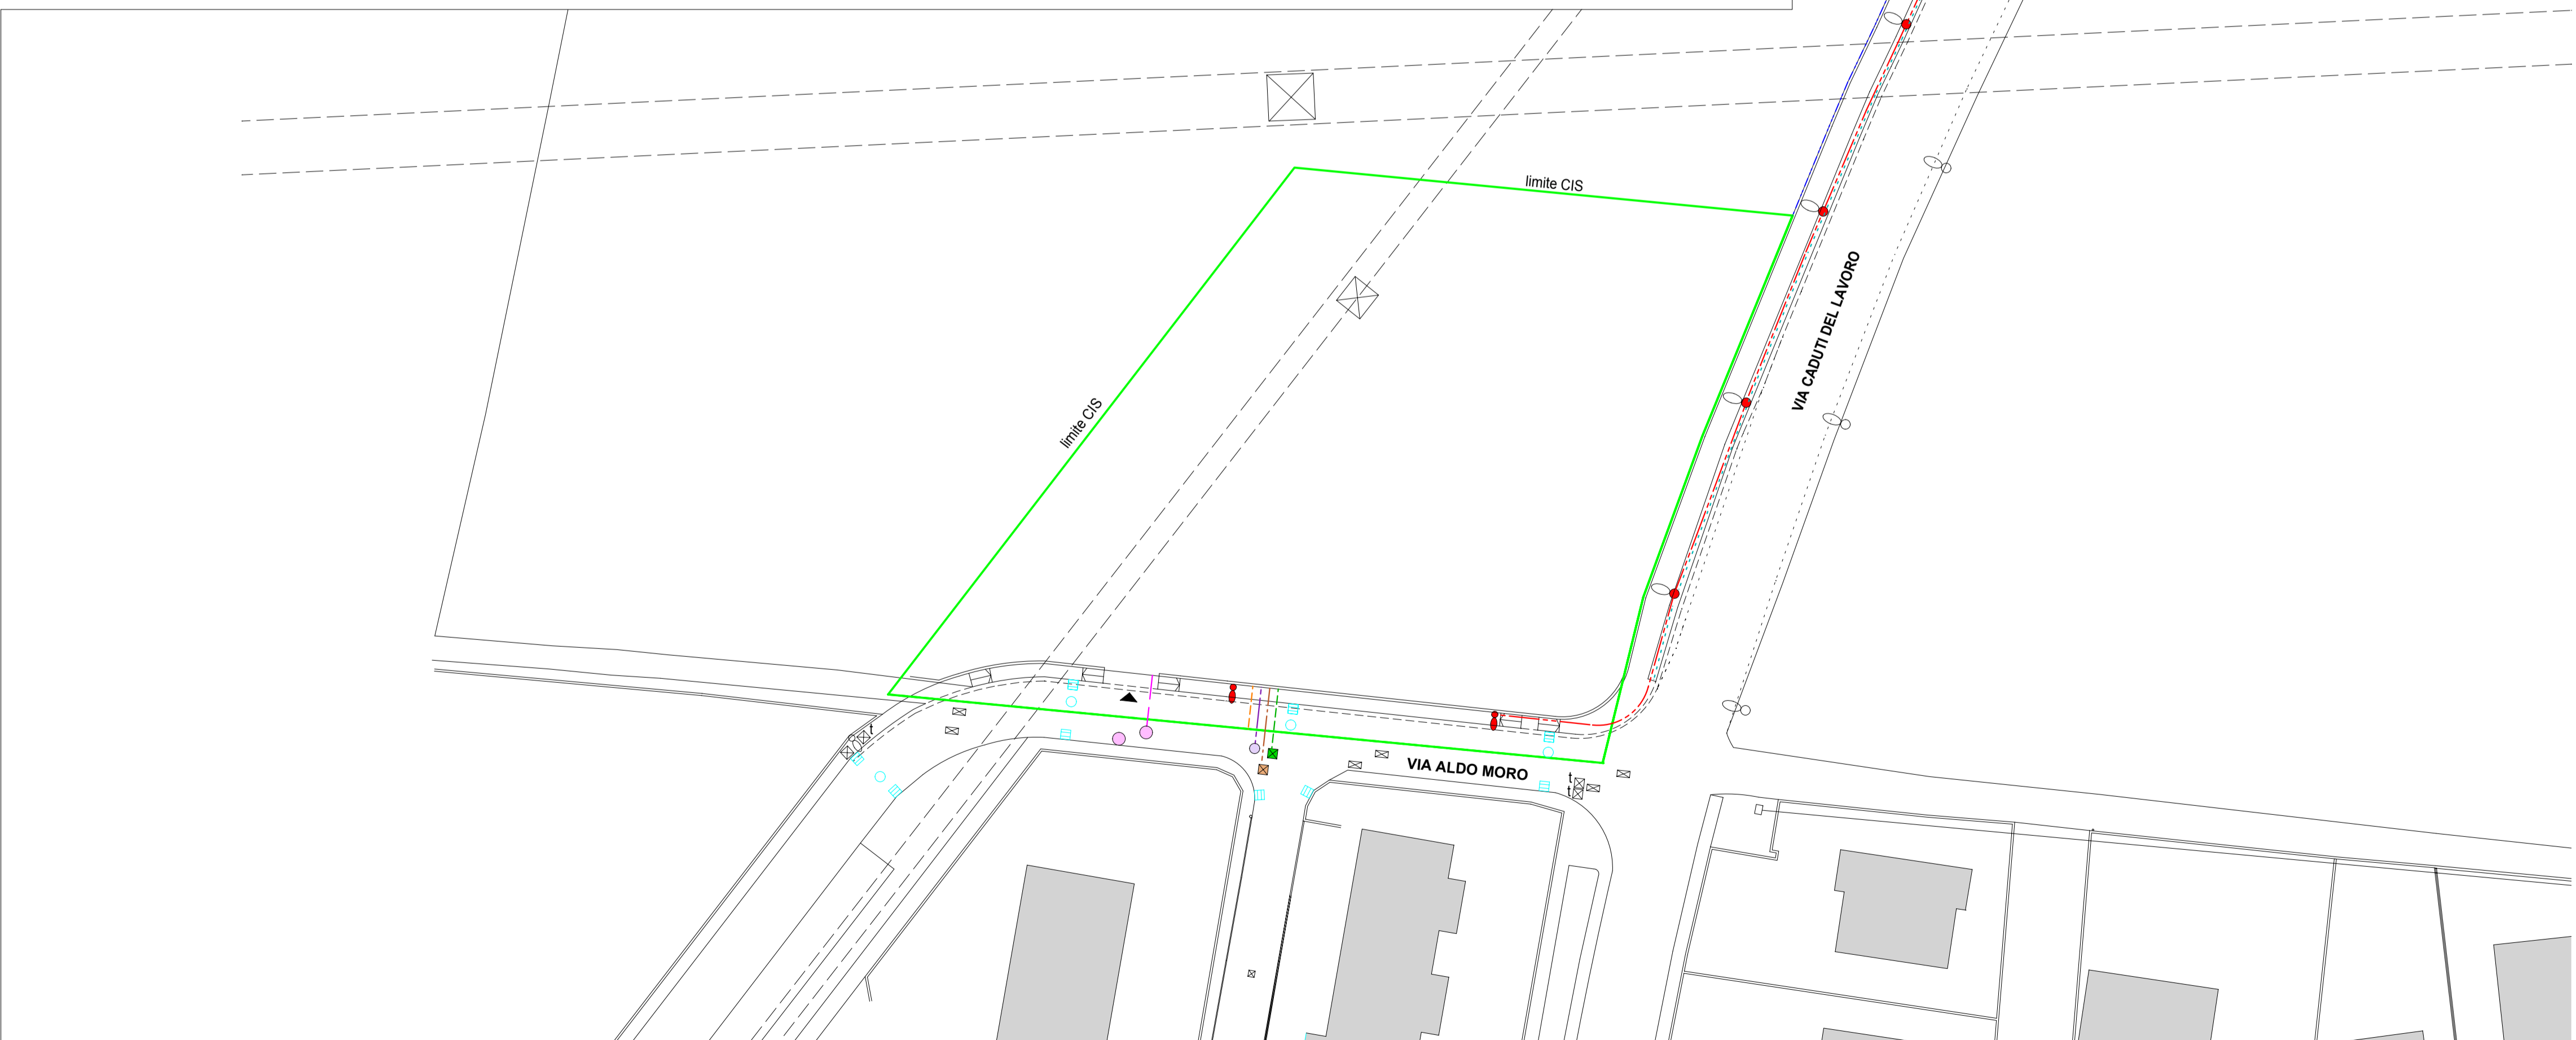 limite CIS
VIA CADUTI DEL LAVORO
limite CIS
t
VIA ALDO MORO
t
t